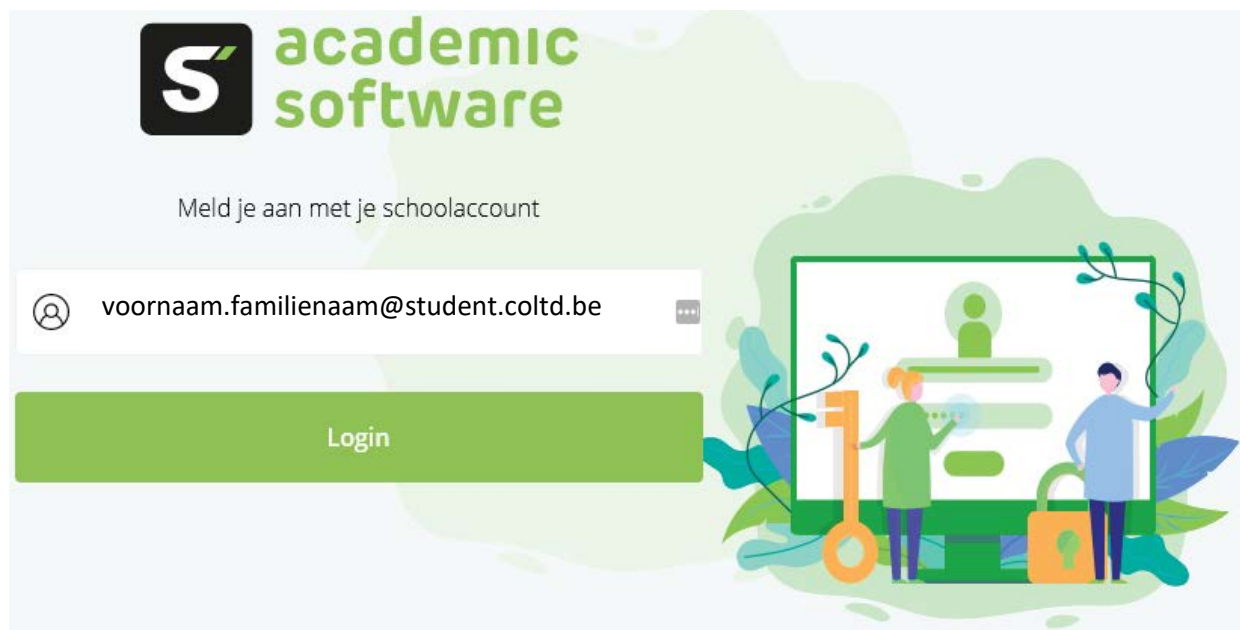 academic
software
Meld je aan met je schoolaccount
voornaam.familienaam@student.coltd.be
Login